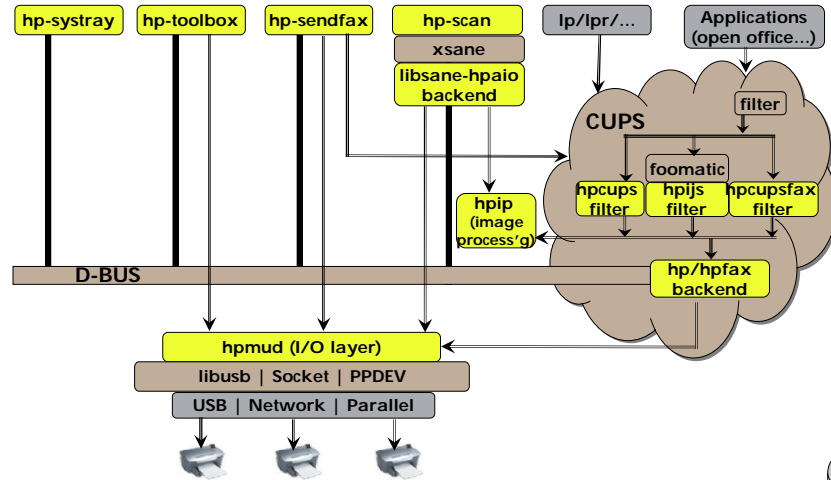 hp-systray
hp-toolbox
hp-sendfax
hp-scan
xsane
libsane-hpaio
backend
lp/lpr/...
Applications
(open office...)
CUPS
filter
foomatic
hpcups
filter
hpijs
filter
hpcupsfax
filter
hpip
(image
process'g)
D-BUS
hp/hpfax
backend
hpmud (I/O layer)
libusb | Socket | PPDEV
USB | Network | Parallel